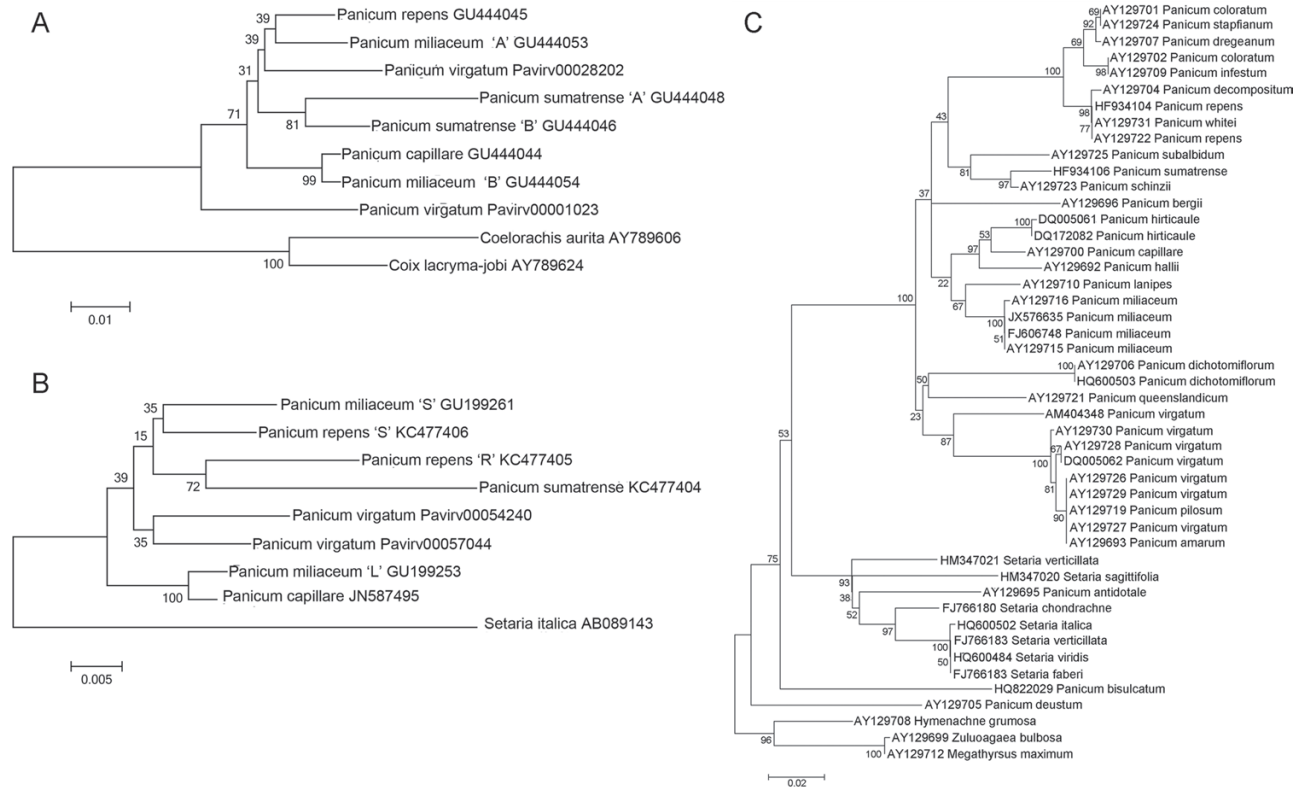 A
39
Panicum repens GU444045
39
Panicum miliaceum ‘A’ GU444053
31
Panicum virgatum Pavirv00028202
71
Panicum sumatrense ‘A’ GU444048
81
Panicum sumatrense ‘B’ GU444046
Panicum capillare GU444044
99
Panicum miliaceum ‘B’ GU444054
Panicum virgatum Pavirv00001023
Coelorachis aurita AY789606
100
Coix lacryma-jobi AY789624
0.01
B
35
Panicum miliaceum ‘S’ GU199261
15
Panicum repens ‘S’ KC477406
39
Panicum repens ‘R’ KC477405
72
Panicum sumatrense KC477404
Panicum virgatum Pavirv00054240
35
Panicum virgatum Pavirv00057044
Panicum miliaceum ‘L’ GU199253
100
Panicum capillare JN587495
Setaria italica AB089143
0.005
C
69
AY129701 Panicum coloratum
92
AY129724 Panicum stapfianum
69
AY129707 Panicum dregeanum
AY129702 Panicum coloratum
100
98
AY129709 Panicum infestum
AY129704 Panicum decompositum
98
HF934104 Panicum repens
43
77
AY129731 Panicum whitei
AY129722 Panicum repens
AY129725 Panicum subalbidum
81
HF934106 Panicum sumatrense
97
AY129723 Panicum schinzii
37
AY129696 Panicum bergii
100
DQ005061 Panicum hirticaule
53
DQ172082 Panicum hirticaule
97
AY129700 Panicum capillare
AY129692 Panicum hallii
22
AY129710 Panicum lanipes
67
AY129716 Panicum miliaceum
100
JX576635 Panicum miliaceum
100
51
FJ606748 Panicum miliaceum
AY129715 Panicum miliaceum
100
AY129706 Panicum dichotomiflorum
50
HQ600503 Panicum dichotomiflorum
AY129721 Panicum queenslandicum
23
AM404348 Panicum virgatum
87
AY129730 Panicum virgatum
53
67
AY129728 Panicum virgatum
100
DQ005062 Panicum virgatum
81
AY129726 Panicum virgatum
AY129729 Panicum virgatum
90
AY129719 Panicum pilosum
AY129727 Panicum virgatum
AY129693 Panicum amarum
75
HM347021 Setaria verticillata
93
HM347020 Setaria sagittifolia
38
AY129695 Panicum antidotale
52
FJ766180 Setaria chondrachne
97
HQ600502 Setaria italica
100
FJ766183 Setaria verticillata
50
HQ600484 Setaria viridis
FJ766183 Setaria faberi
HQ822029 Panicum bisulcatum
AY129705 Panicum deustum
AY129708 Hymenachne grumosa
96
AY129699 Zuluoagaea bulbosa
100
AY129712 Megathyrsus maximum
0.02